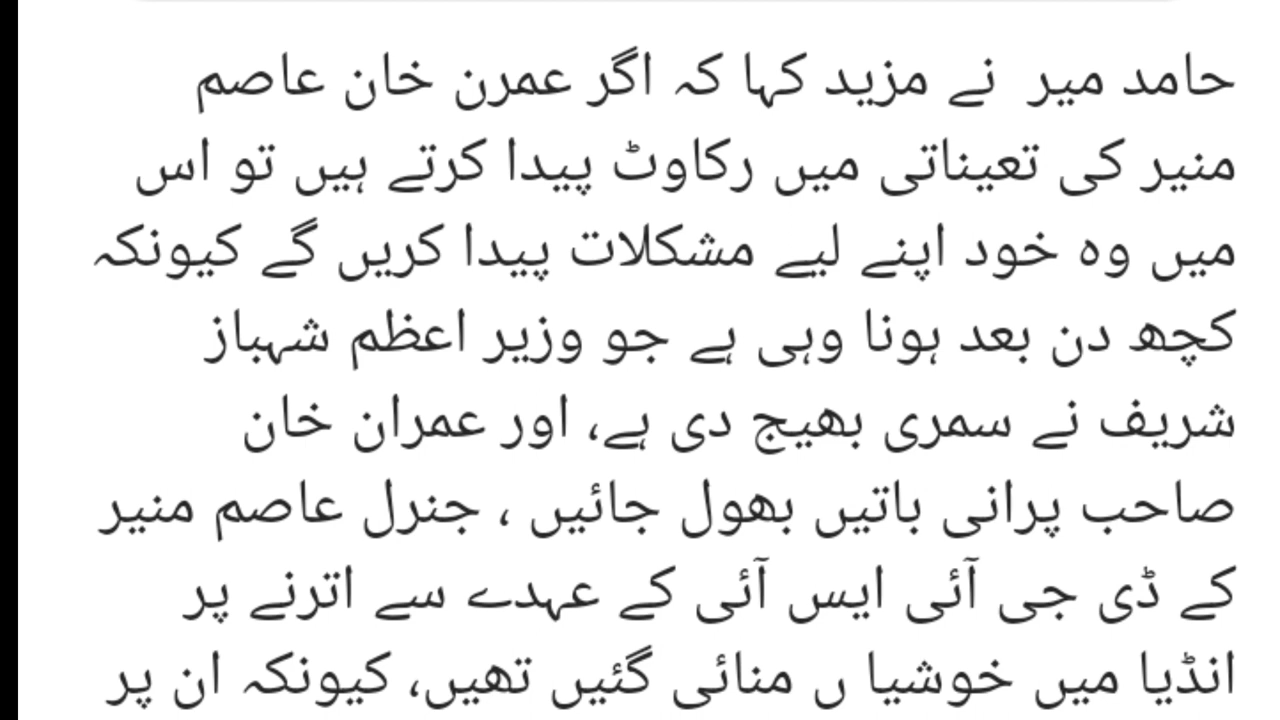 حامد میر نے مزید کہا کہ اگر عمرن خان عاصم
منیر کی تعیناتی میں رکاوٹ پیدا کرتے ہیں تو اس
میں وہ خود اپنے لیے مشکلات پیدا کریں گے کیونکہ
کچھ دن بعد ہونا وہی ہے جو وزیر اعظم شہباز
شریف نے سمری بھیج دی ہے، اور عمران خان
صاحب پرانی باتیں بھول جائیں ، جنرل عاصم منیر
کے ڈی جی آئی ایس آئی کے عہدے سے اترنے پر
انڈیا میں خوشیا ں منائی گئیں تھیں، کیونکہ ان پر